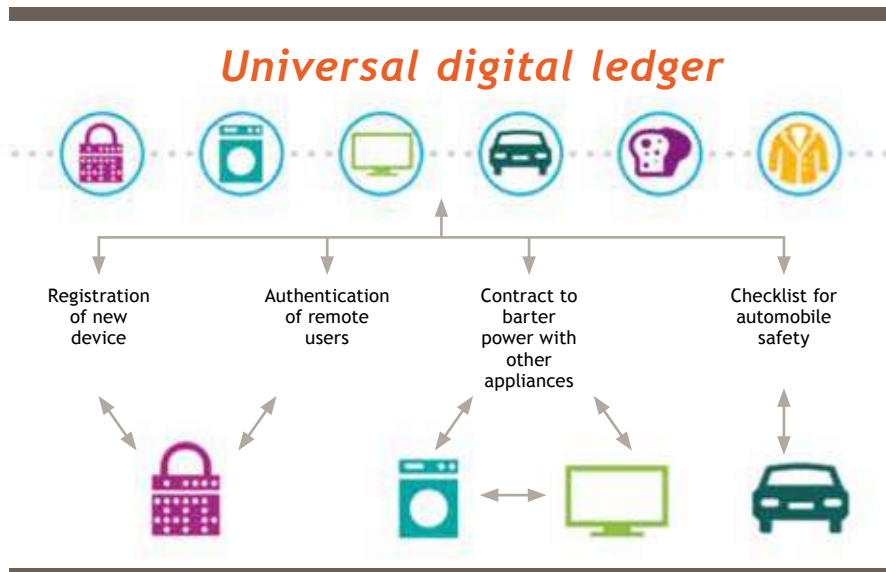 Universal digital ledger
Registration
of new
device
Authentication
of remote
users
Contract to
barter
power with
other
appliances
Checklist for
automobile
safety